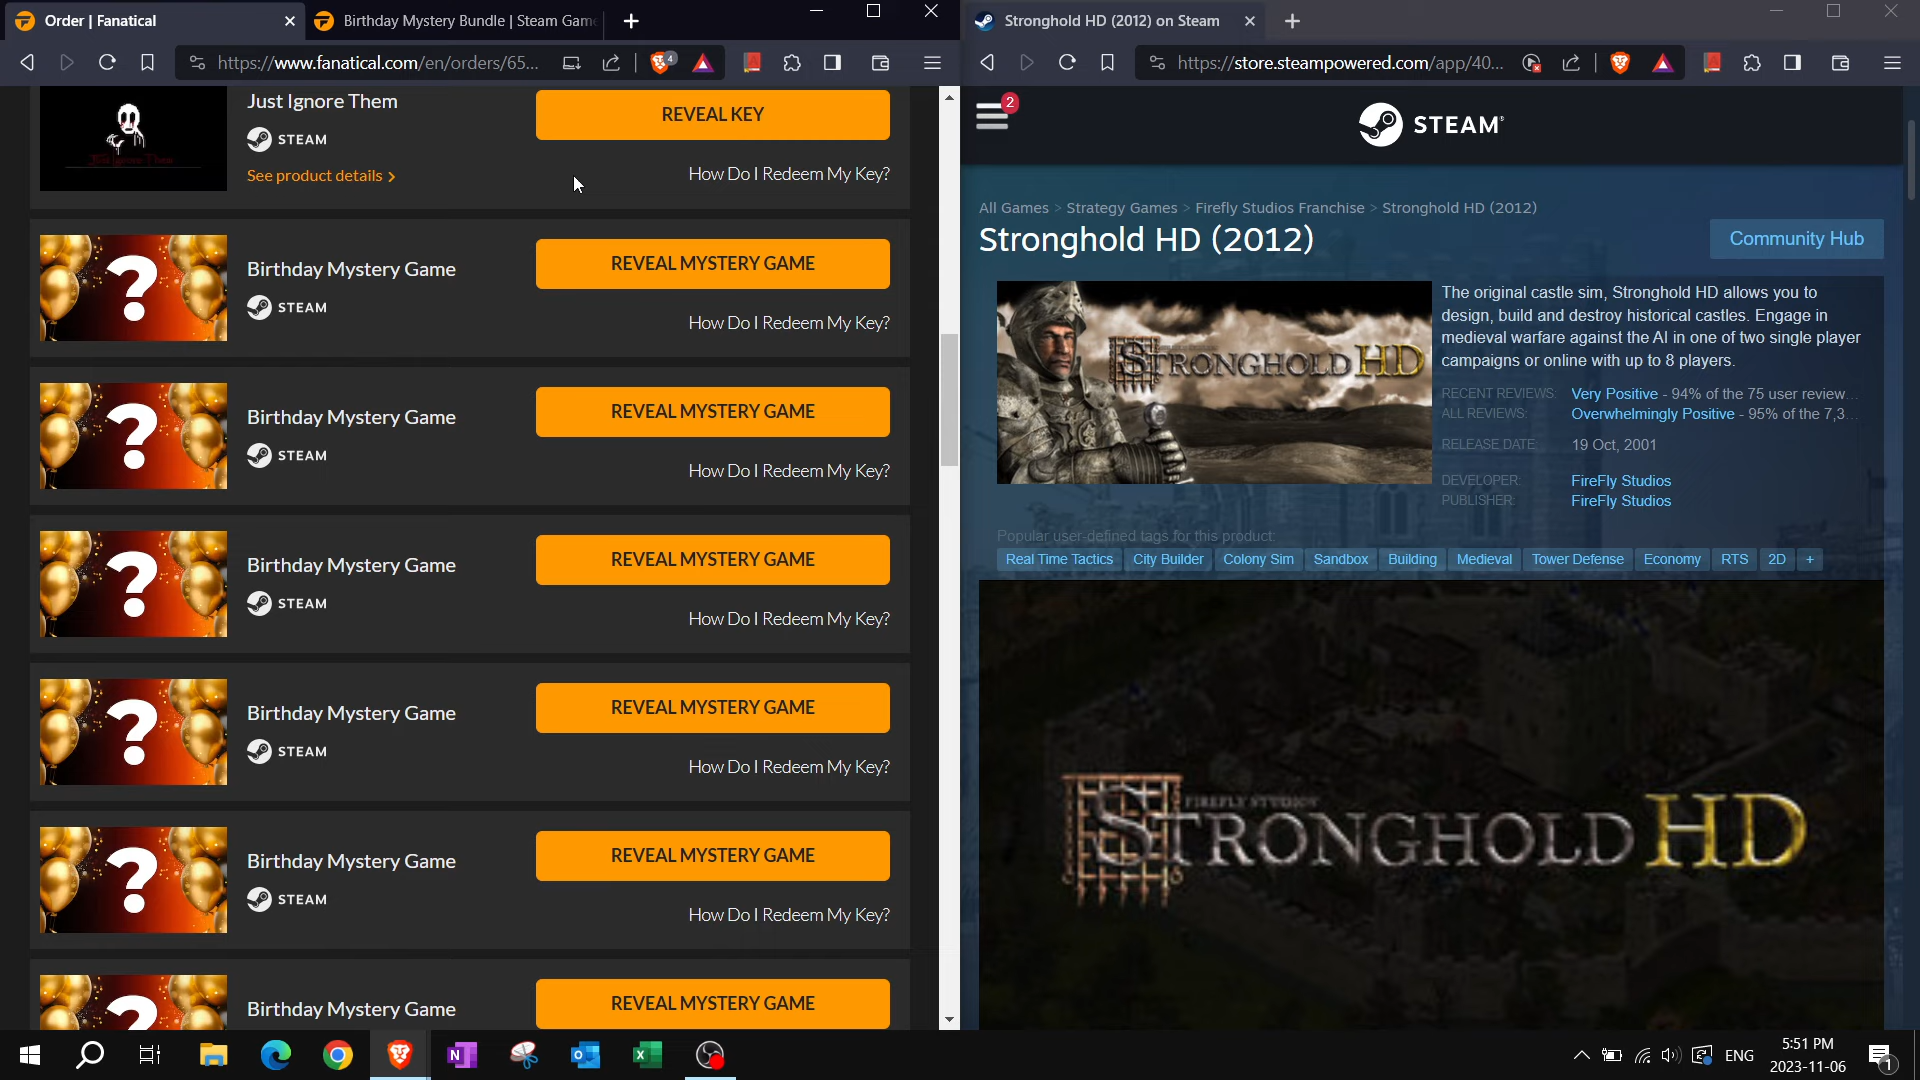 Order | Fanatical
Birthday Mystery Bundle | Steam Game
https://www.fanatical.com/en/orders/65...
4
Just Ignore Them
STEAM
See product details >
REVEAL KEY
How Do I Redeem My Key?
Just Ignore Them
Birthday Mystery Game
STEAM
REVEAL MYSTERY GAME
How Do I Redeem My Key?
Birthday Mystery Game
STEAM
REVEAL MYSTERY GAME
How Do I Redeem My Key?
Birthday Mystery Game
STEAM
REVEAL MYSTERY GAME
How Do I Redeem My Key?
Birthday Mystery Game
STEAM
REVEAL MYSTERY GAME
How Do I Redeem My Key?
Birthday Mystery Game
STEAM
REVEAL MYSTERY GAME
How Do I Redeem My Key?
Birthday Mystery Game
REVEAL MYSTERY GAME
Stronghold HD (2012) on Steam
https://store.steampowered.com/app/40...
2
STEAM®
All Games > Strategy Games > Firefly Studios Franchise > Stronghold HD (2012)
Stronghold HD (2012)
Community Hub
STRONGHOLD HD
The original castle sim, Stronghold HD allows you to
design, build and destroy historical castles. Engage in
medieval warfare against the AI in one of two single player
campaigns or online with up to 8 players.
RECENT REVIEWS: Very Positive - 94% of the 75 user review...
ALL REVIEWS: Overwhelmingly Positive - 95% of the 7,3...
RELEASE DATE: 19 Oct, 2001
DEVELOPER: FireFly Studios
PUBLISHER: FireFly Studios
Popular user-defined tags for this product:
Real Time Tactics City Builder Colony Sim Sandbox Building Medieval Tower Defense Economy RTS 2D +
FIREFLY STUDIOS'
STRONGHOLD HD
ENG
5:51 PM
2023-11-06
1